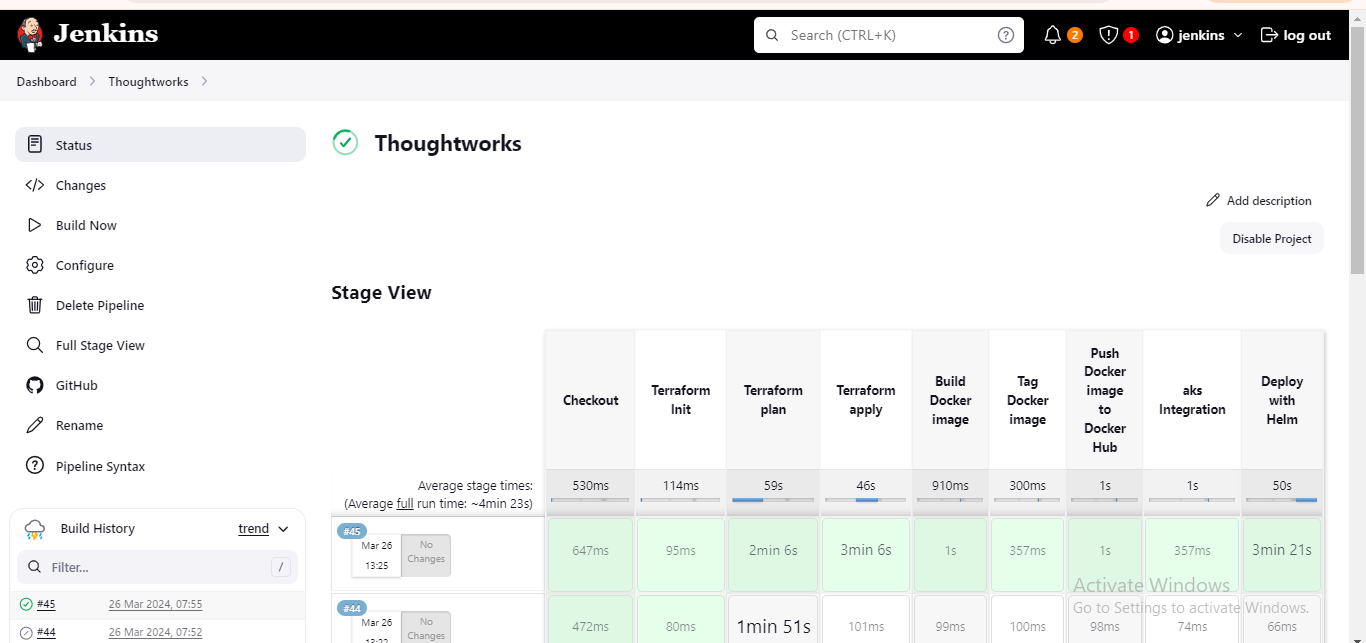 Jenkins
Search (CTRL+K)
?
2
1
jenkins
log out
Dashboard
Thoughtworks
Status
Changes
Build Now
Configure
Delete Pipeline
Full Stage View
GitHub
Rename
Pipeline Syntax
Build History
trend
Filter...
/
#45
26 Mar 2024, 07:55
#44
26 Mar 2024, 07:52
Thoughtworks
Add description
Disable Project
Stage View
Checkout
Terraform
Init
Terraform
plan
Terraform
apply
Build
Docker
image
Tag
Docker
image
Push
Docker
image
to
Docker
Hub
aks
Integration
Deploy
with
Helm
Average stage times:
(Average full run time: ~4min 23s)
530ms
114ms
59s
46s
910ms
300ms
1s
1s
50s
#45
Mar 26
13:25
No
Changes
647ms
95ms
2min 6s
3min 6s
1s
357ms
1s
357ms
3min 21s
#44
Mar 26
13:22
No
Changes
472ms
80ms
1min 51s
101ms
99ms
100ms
98ms
74ms
66ms
Activate Windows
Go to Settings to activate Windows.